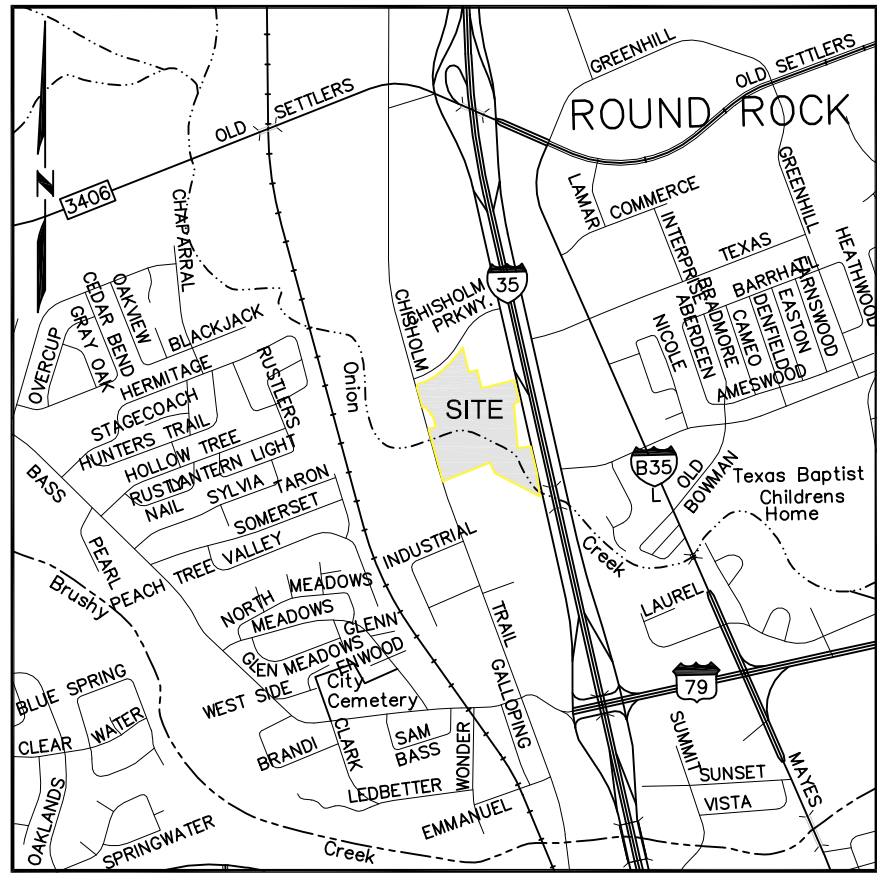 GREENHILL
OLD SETTLERS
ROUND ROCK
OLD SETTLERS
3406
N
CHAPARRAL
LAMAR
COMMERCE
GREENHILL
INTERPRISE
TEXAS
HEATHWOOD
35
CHISHOLM
CHISHOLM
PRKWY.
BARRHALL
FARNSWOOD
EASTON
DENFIELD
CAMEO
BRADMORE
ABERDEEN
NICOLE
AMESWOOD
OVERCUP
GRAY OAK
CEDAR BEND
OAKVIEW
BLACKJACK
HERMITAGE
STAGECOACH
HUNTERS TRAIL
HOLLOW TREE
RUSTLERS
Onion
SITE
LANTERN LIGHT
RUSTY
NAIL
SYLVIA
TARON
SOMERSET
BASS
PEARL
PEACH TREE VALLEY
Brushy
B35
L
OLD
BOWMAN
Texas Baptist
Childrens
Home
Creek
INDUSTRIAL
NORTH
MEADOWS
MEADOWS
GLENN
GLEN MEADOWS
GLENWOOD
LAUREL
TRAIL
GALLOPING
79
WEST SIDE
City
Cemetery
BLUE SPRING
CLEAR WATER
BRANDI
CLARK
SAM
BASS
WONDER
SUMMIT
SUNSET
VISTA
MAYES
LEDBETTER
EMMANUEL
OAKLANDS
SPRINGWATER
Creek